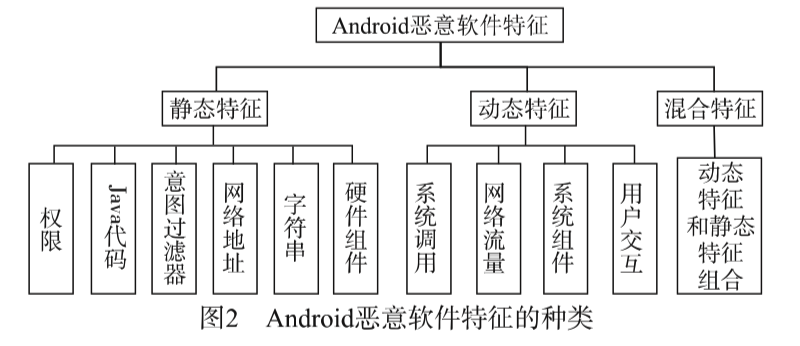 Android恶意软件特征
静态特征
动态特征
混合特征
权限
Java代码
意图过滤器
网络地址
字符串
硬件组件
系统调用
网络流量
系统组件
用户交互
动态
特征
和静态
特征
组合
图2 Android恶意软件特征的种类